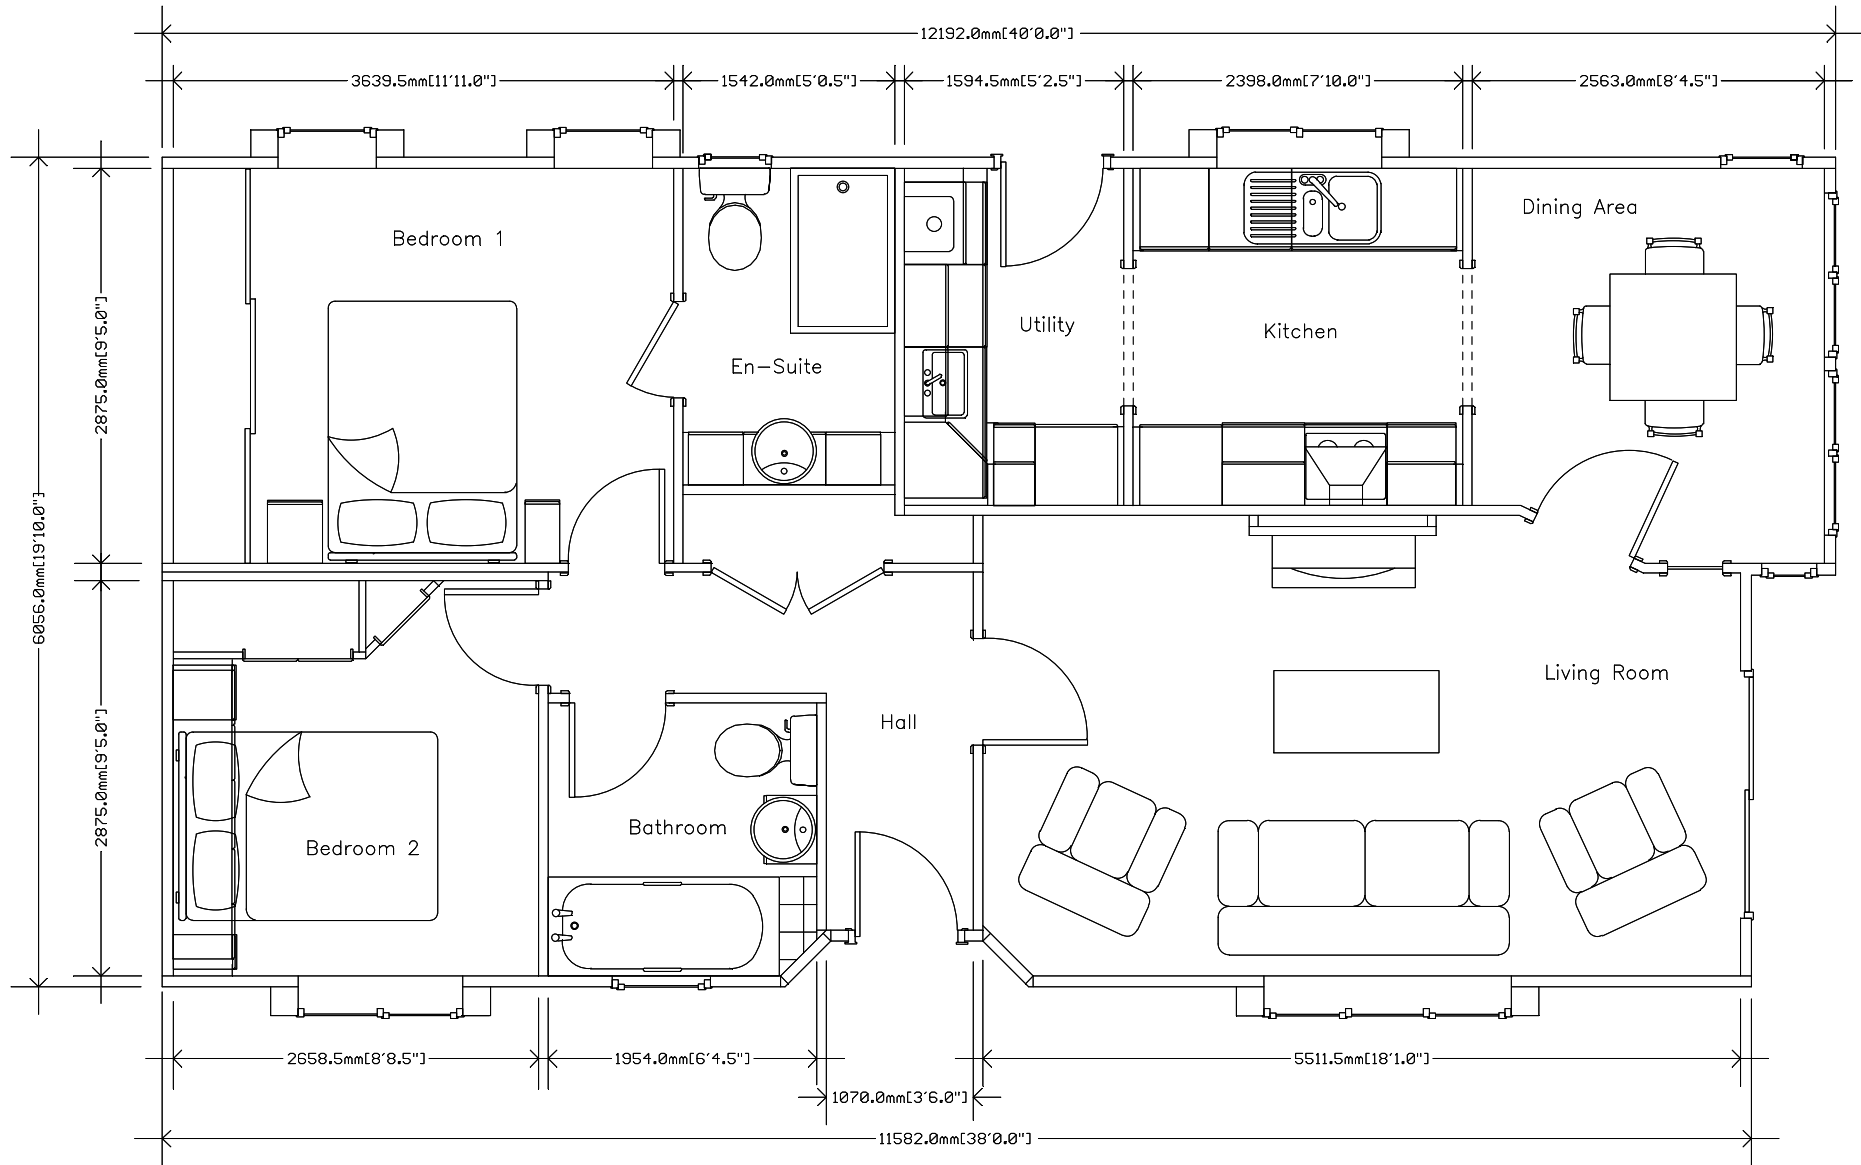 12192.0mm[40'0.0"]
3639.5mm[11'11.0"]
1542.0mm[5'0.5"]
1594.5mm[5'2.5"]
2398.0mm[7'10.0"]
2563.0mm[8'4.5"]
Dining Area
Bedroom 1
Utility
Kitchen
En-Suite
2875.0mm[9'5.0"]
6056.0mm[19'10.0"]
Living Room
Hall
2875.0mm[9'5.0"]
Bathroom
Bedroom 2
2658.5mm[8'8.5"]
1954.0mm[6'4.5"]
5511.5mm[18'1.0"]
1070.0mm[3'6.0"]
11582.0mm[38'0.0"]